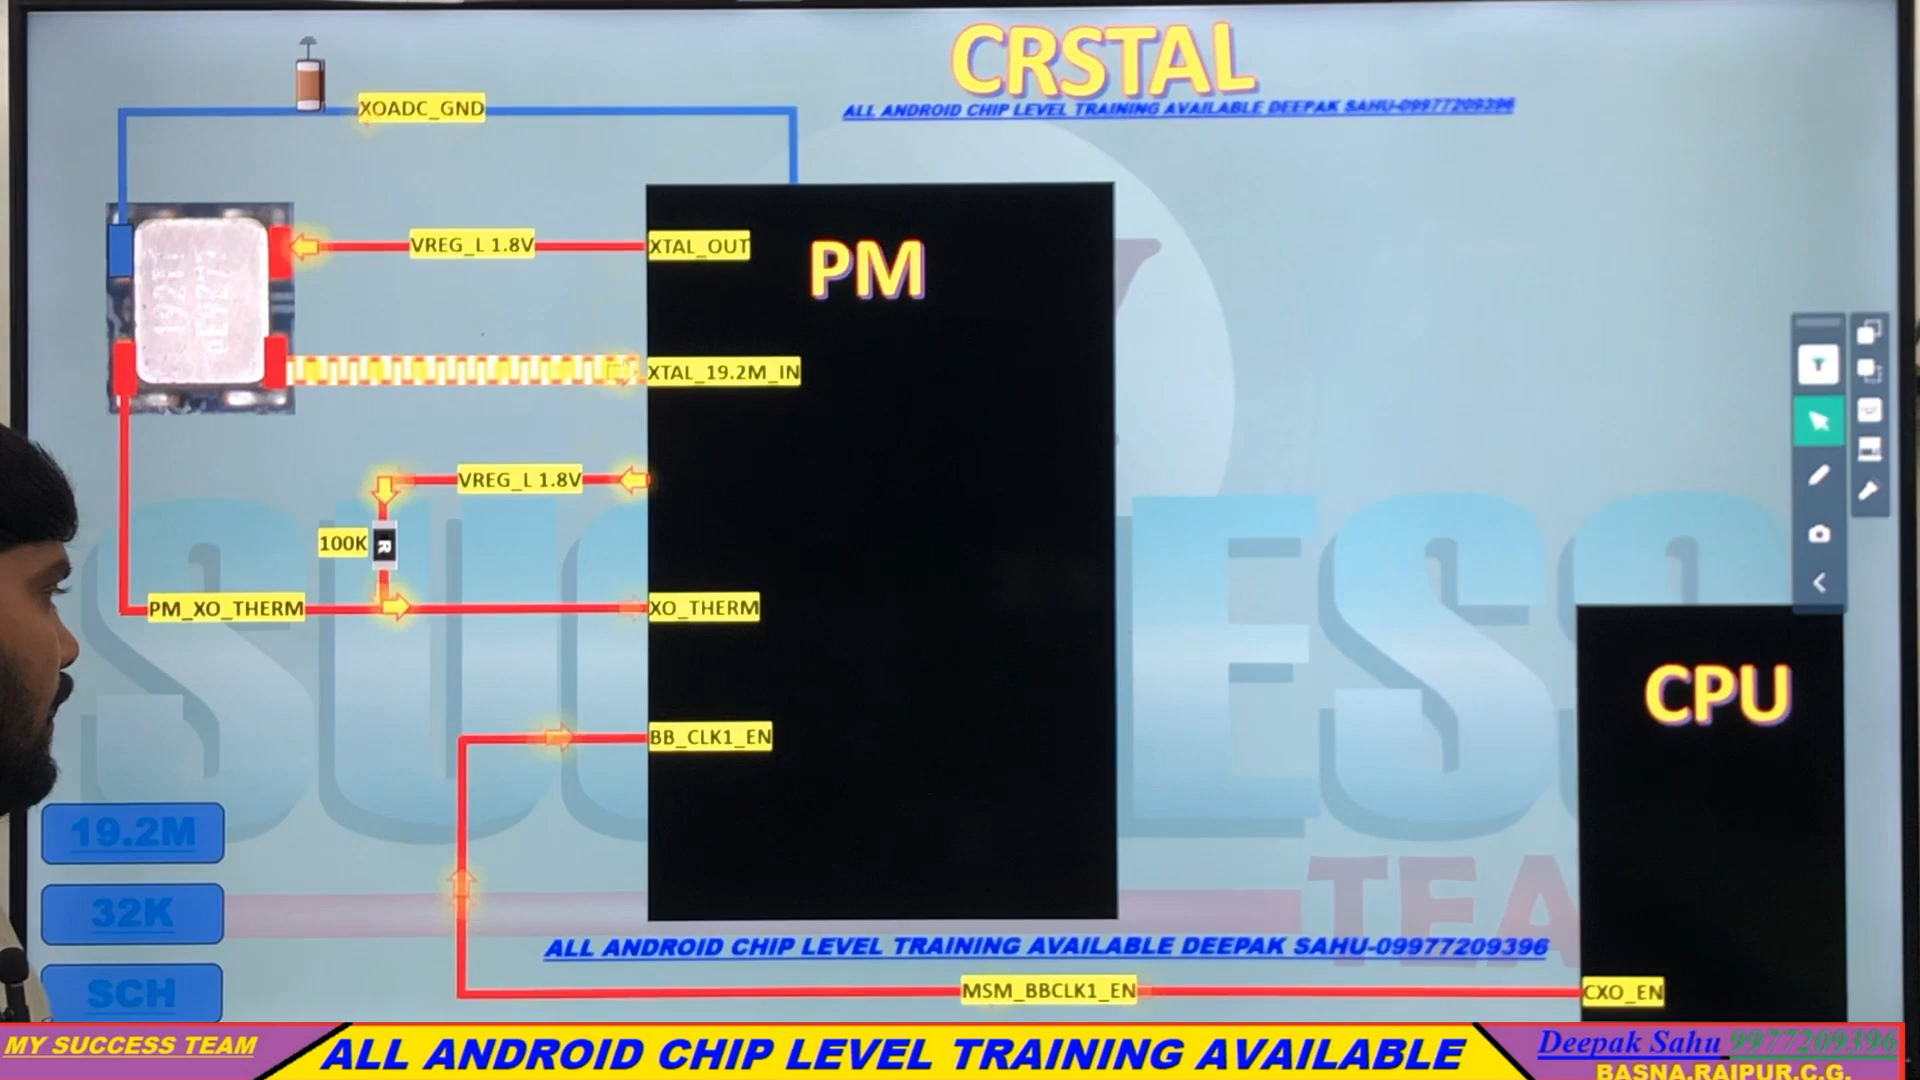 CRSTAL
ALL ANDROID CHIP LEVEL TRAINING AVAILABLE DEEPAK SAHU-09977209396
XOADC_GND
VREG_L 1.8V
XTAL_OUT
PM
XTAL_19.2M_IN
VREG_L 1.8V
100K
R
PM_XO_THERM
XO_THERM
CPU
BB_CLK1_EN
SUCCESS
TEA
19.2M
32K
SCH
ALL ANDROID CHIP LEVEL TRAINING AVAILABLE DEEPAK SAHU-09977209396
MSM_BBCLK1_EN
CXO_EN
MY SUCCESS TEAM
ALL ANDROID CHIP LEVEL TRAINING AVAILABLE
Deepak Sahu 9977209396
BASNA,RAIPUR,C.G.